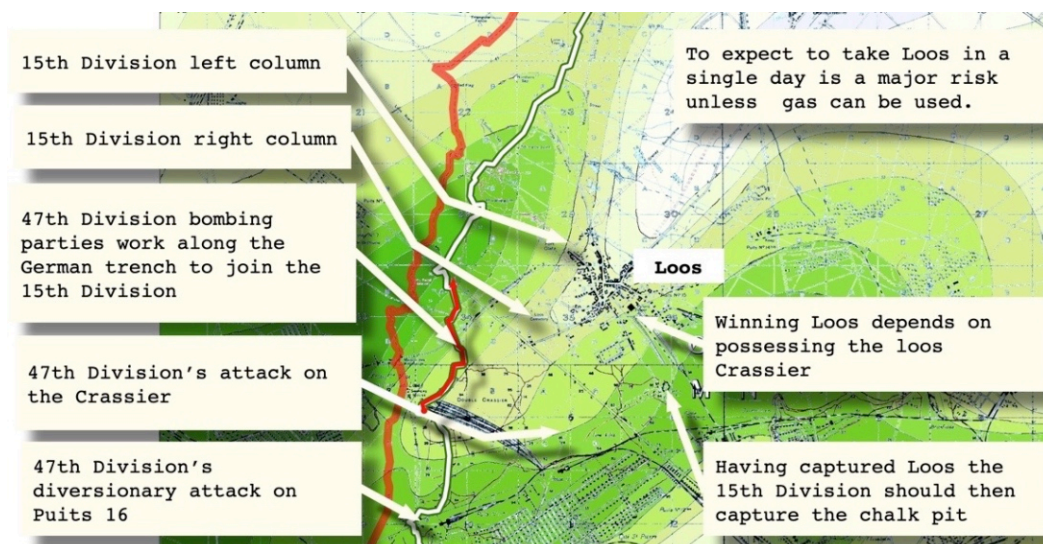 15th Division left column
15th Division right column
47th Division bombing
parties work along the
German trench to join the
15th Division
47th Division's attack on
the Crassier
47th Division's
diversionary attack on
Puits 16
To expect to take Loos in a
single day is a major risk
unless gas can be used.
Loos
Winning Loos depends on
possessing the loos
Crassier
Having captured Loos the
15th Division should then
capture the chalk pit